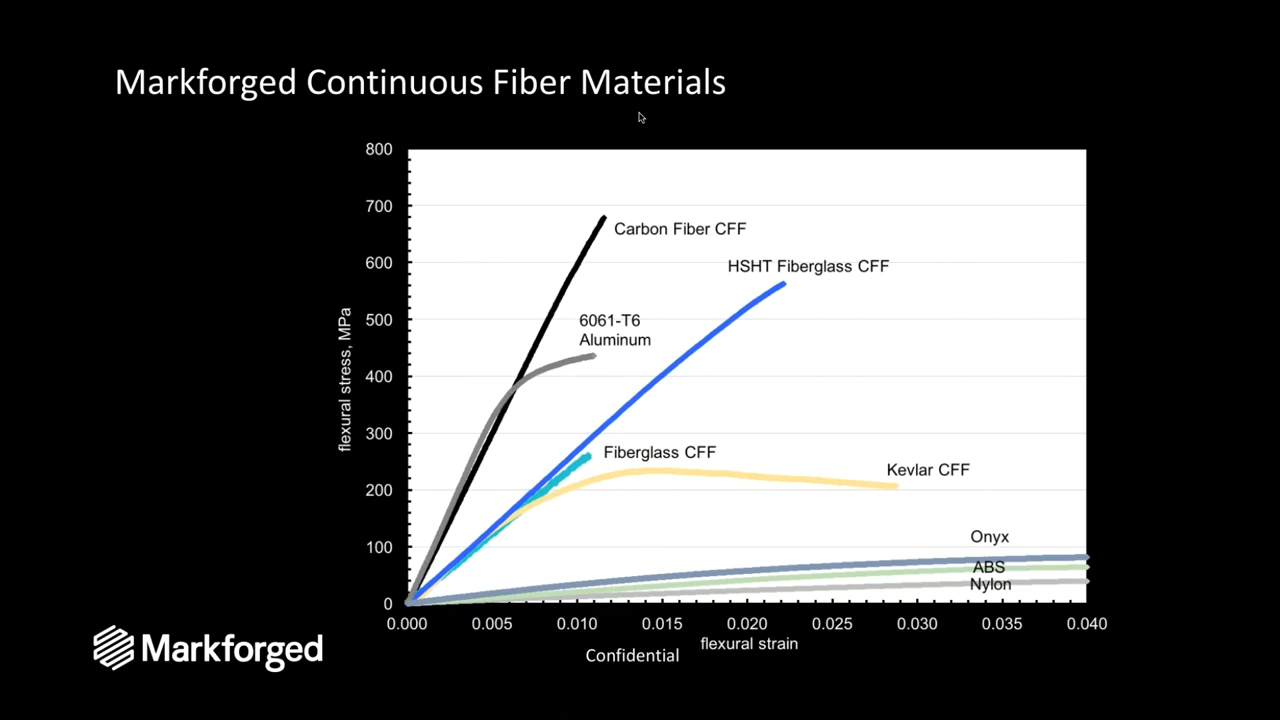 Markforged Continuous Fiber Materials
800
700
600
500
400
300
200
100
0
flexural stress, MPa
Carbon Fiber CFF
HSHT Fiberglass CFF
6061-T6
Aluminum
Fiberglass CFF
Kevlar CFF
Onyx
ABS
Nylon
0.000 0.005 0.010 0.015 0.020 0.025 0.030 0.035 0.040
flexural strain
Markforged
Confidential